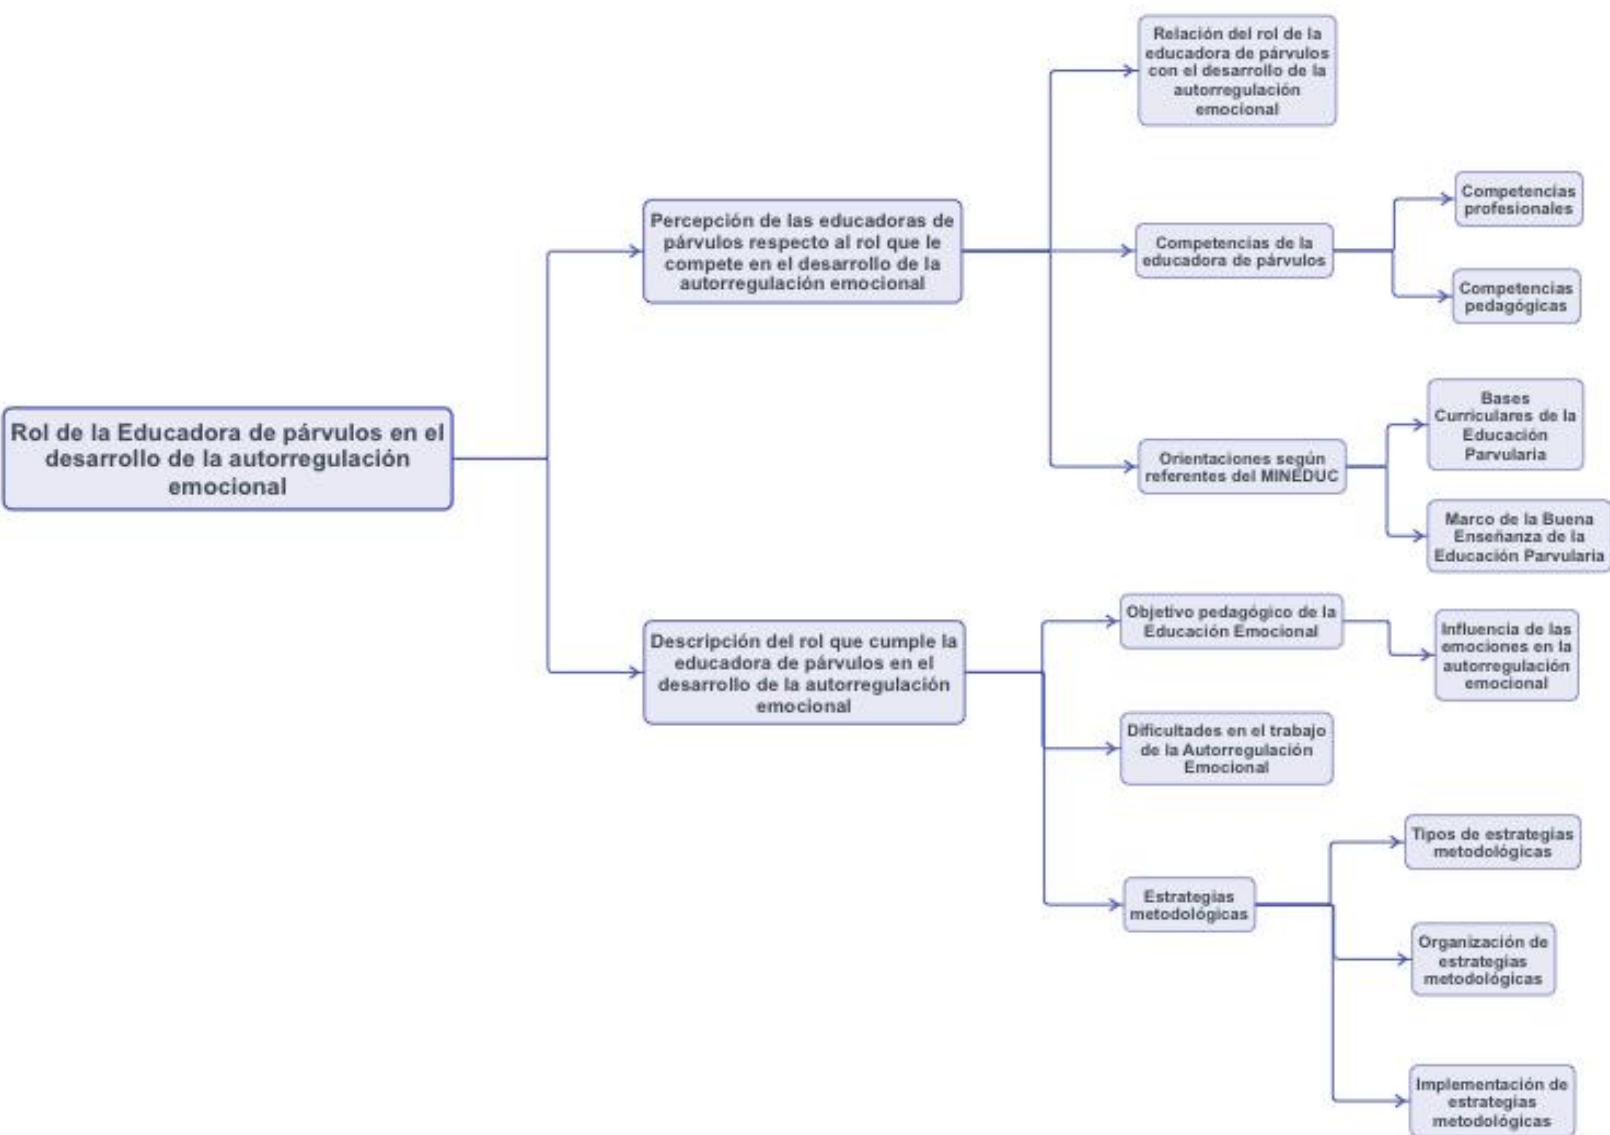 Rol de la Educadora de párvulos en el
desarrollo de la autorregulación
emocional
Percepción de las educadoras de
párvulos respecto al rol que le
compete en el desarrollo de la
autorregulación emocional
Relación del rol de la
educadora de párvulos
con el desarrollo de la
autorregulación
emocional
Competencias de la
educadora de párvulos
Competencias
profesionales
Competencias
pedagógicas
Orientaciones según
referentes del MINEDUC
Bases
Curriculares de la
Educación
Parvularia
Marco de la Buena
Enseñanza de la
Educación Parvularia
Descripción del rol que cumple la
educadora de párvulos en el
desarrollo de la autorregulación
emocional
Objetivo pedagógico de la
Educación Emocional
Influencia de las
emociones en la
autorregulación
emocional
Dificultades en el trabajo
de la Autorregulación
Emocional
Estrategias
metodológicas
Tipos de estrategias
metodológicas
Organización de
estrategias
metodológicas
Implementación de
estrategias
metodológicas